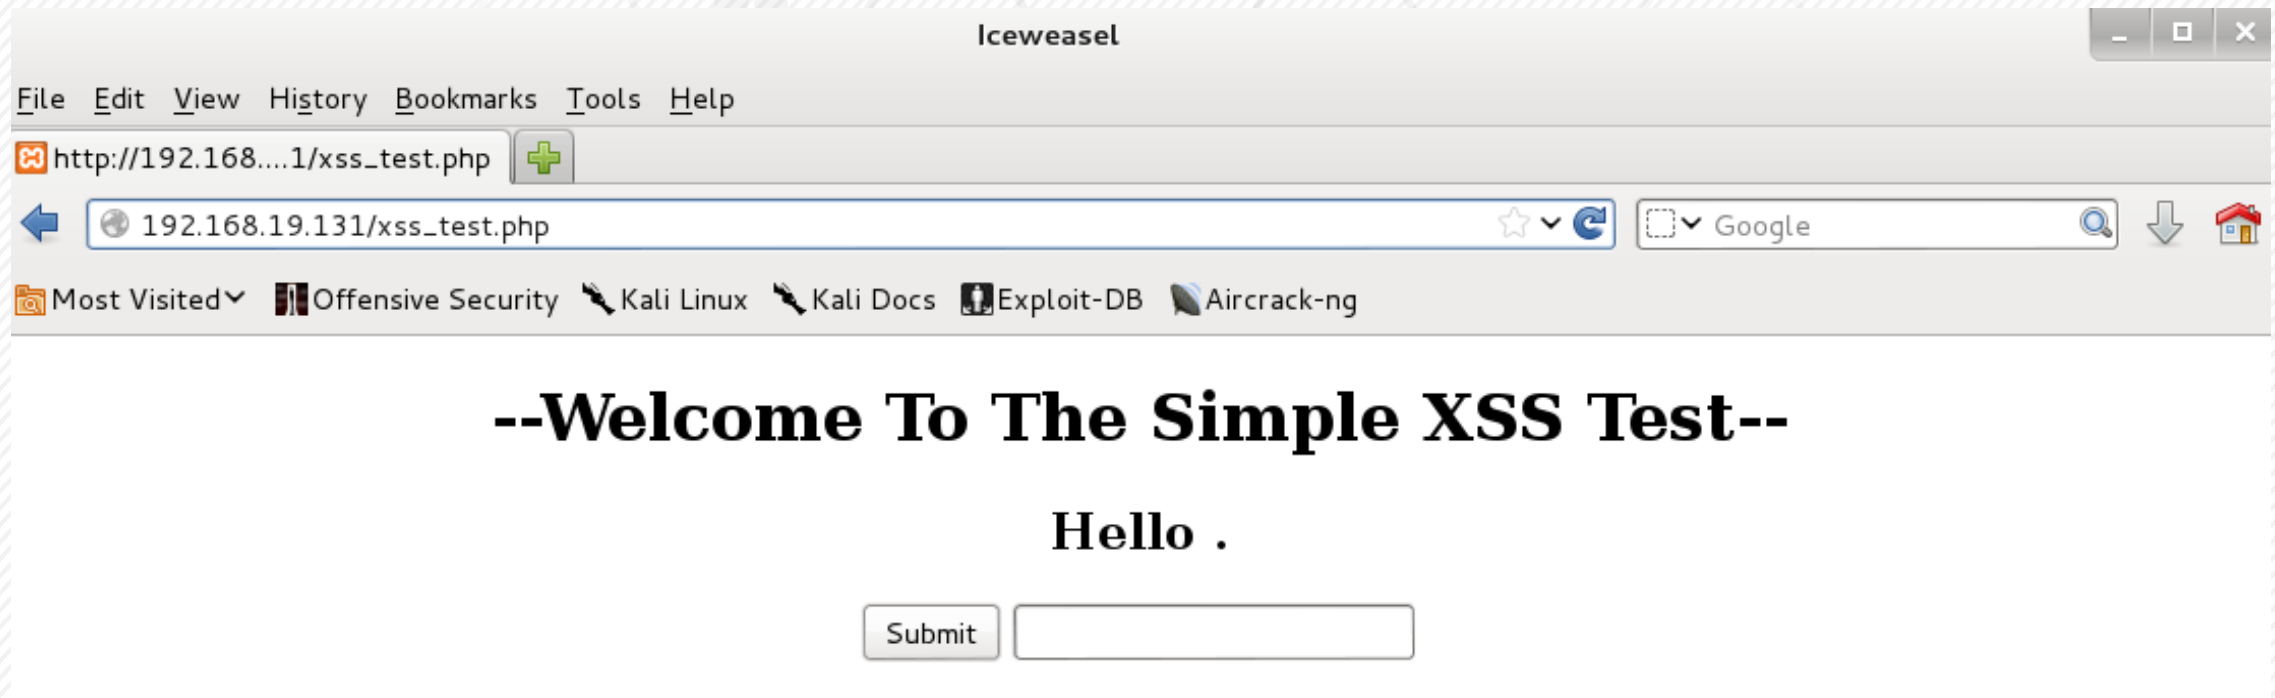 Iceweasel
File Edit View History Bookmarks Tools Help
http://192.168....1/xss_test.php
192.168.19.131/xss_test.php Google
Most Visited Offensive Security Kali Linux Kali Docs Exploit-DB Aircrack-ng
--Welcome To The Simple XSS Test--
Hello .
Submit